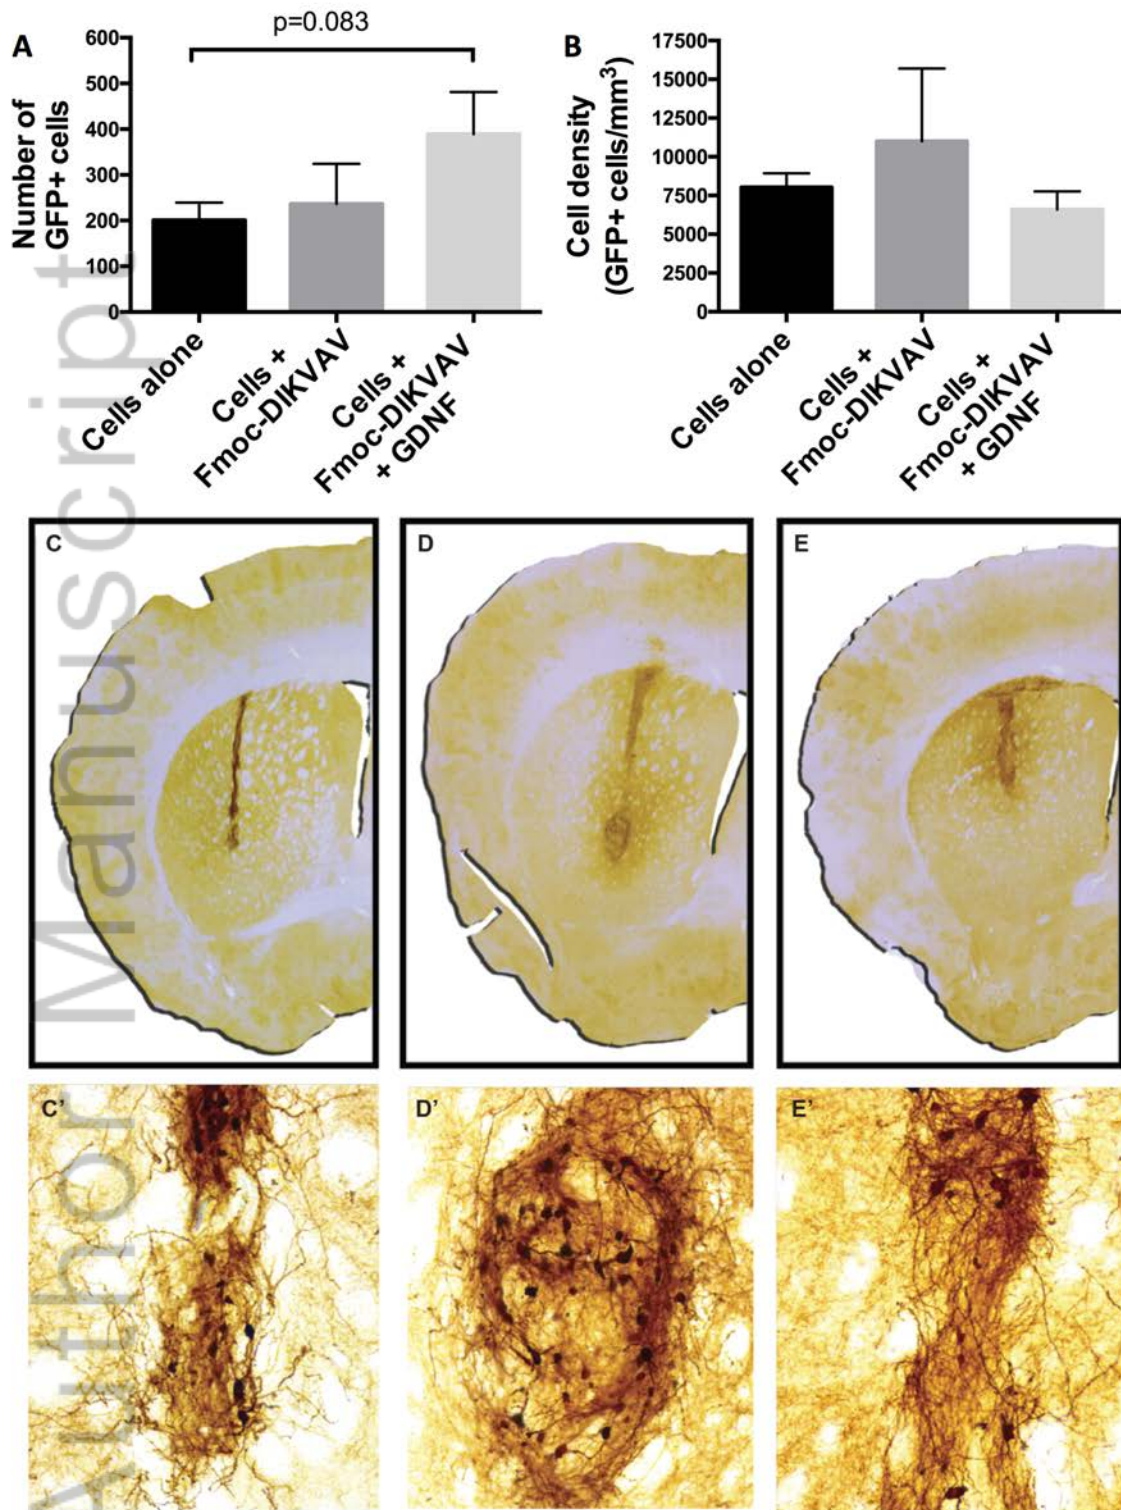 A
p=0.083
Number of
GFP+ cells
600
500
400
300
200
100
0
Cells alone
Cells +
Fmoc-DIKVAV
Cells +
Fmoc-DIKVAV
+ GDNF
B
Cell density
(GFP+ cells/mm³)
17500
15000
12500
10000
7500
5000
2500
0
Cells alone
Cells +
Fmoc-DIKVAV
Cells +
Fmoc-DIKVAV
+ GDNF
C
D
E
C'
D'
E'
Author Manuscript